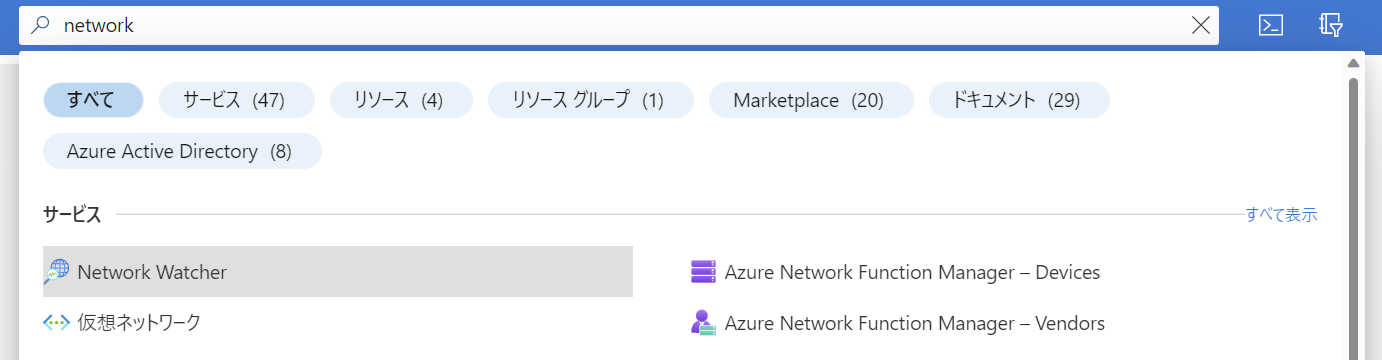 network
すべて サービス (47) リソース (4) リソース グループ (1) Marketplace (20) ドキュメント (29)
Azure Active Directory (8)
サービス すべて表示
Network Watcher Azure Network Function Manager – Devices
仮想ネットワーク Azure Network Function Manager – Vendors